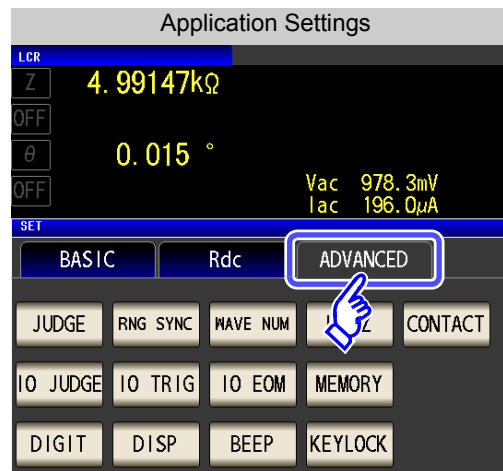 Application Settings
LCR
Z 4.99147kΩ
OFF
θ 0.015 °
OFF
Vac 978.3mV
Iac 196.0μA
SET
BASIC Rdc ADVANCED
JUDGE RNG SYNC WAVE NUM CONTACT
IO JUDGE IO TRIG IO EOM MEMORY
DIGIT DISP BEEP KEYLOCK